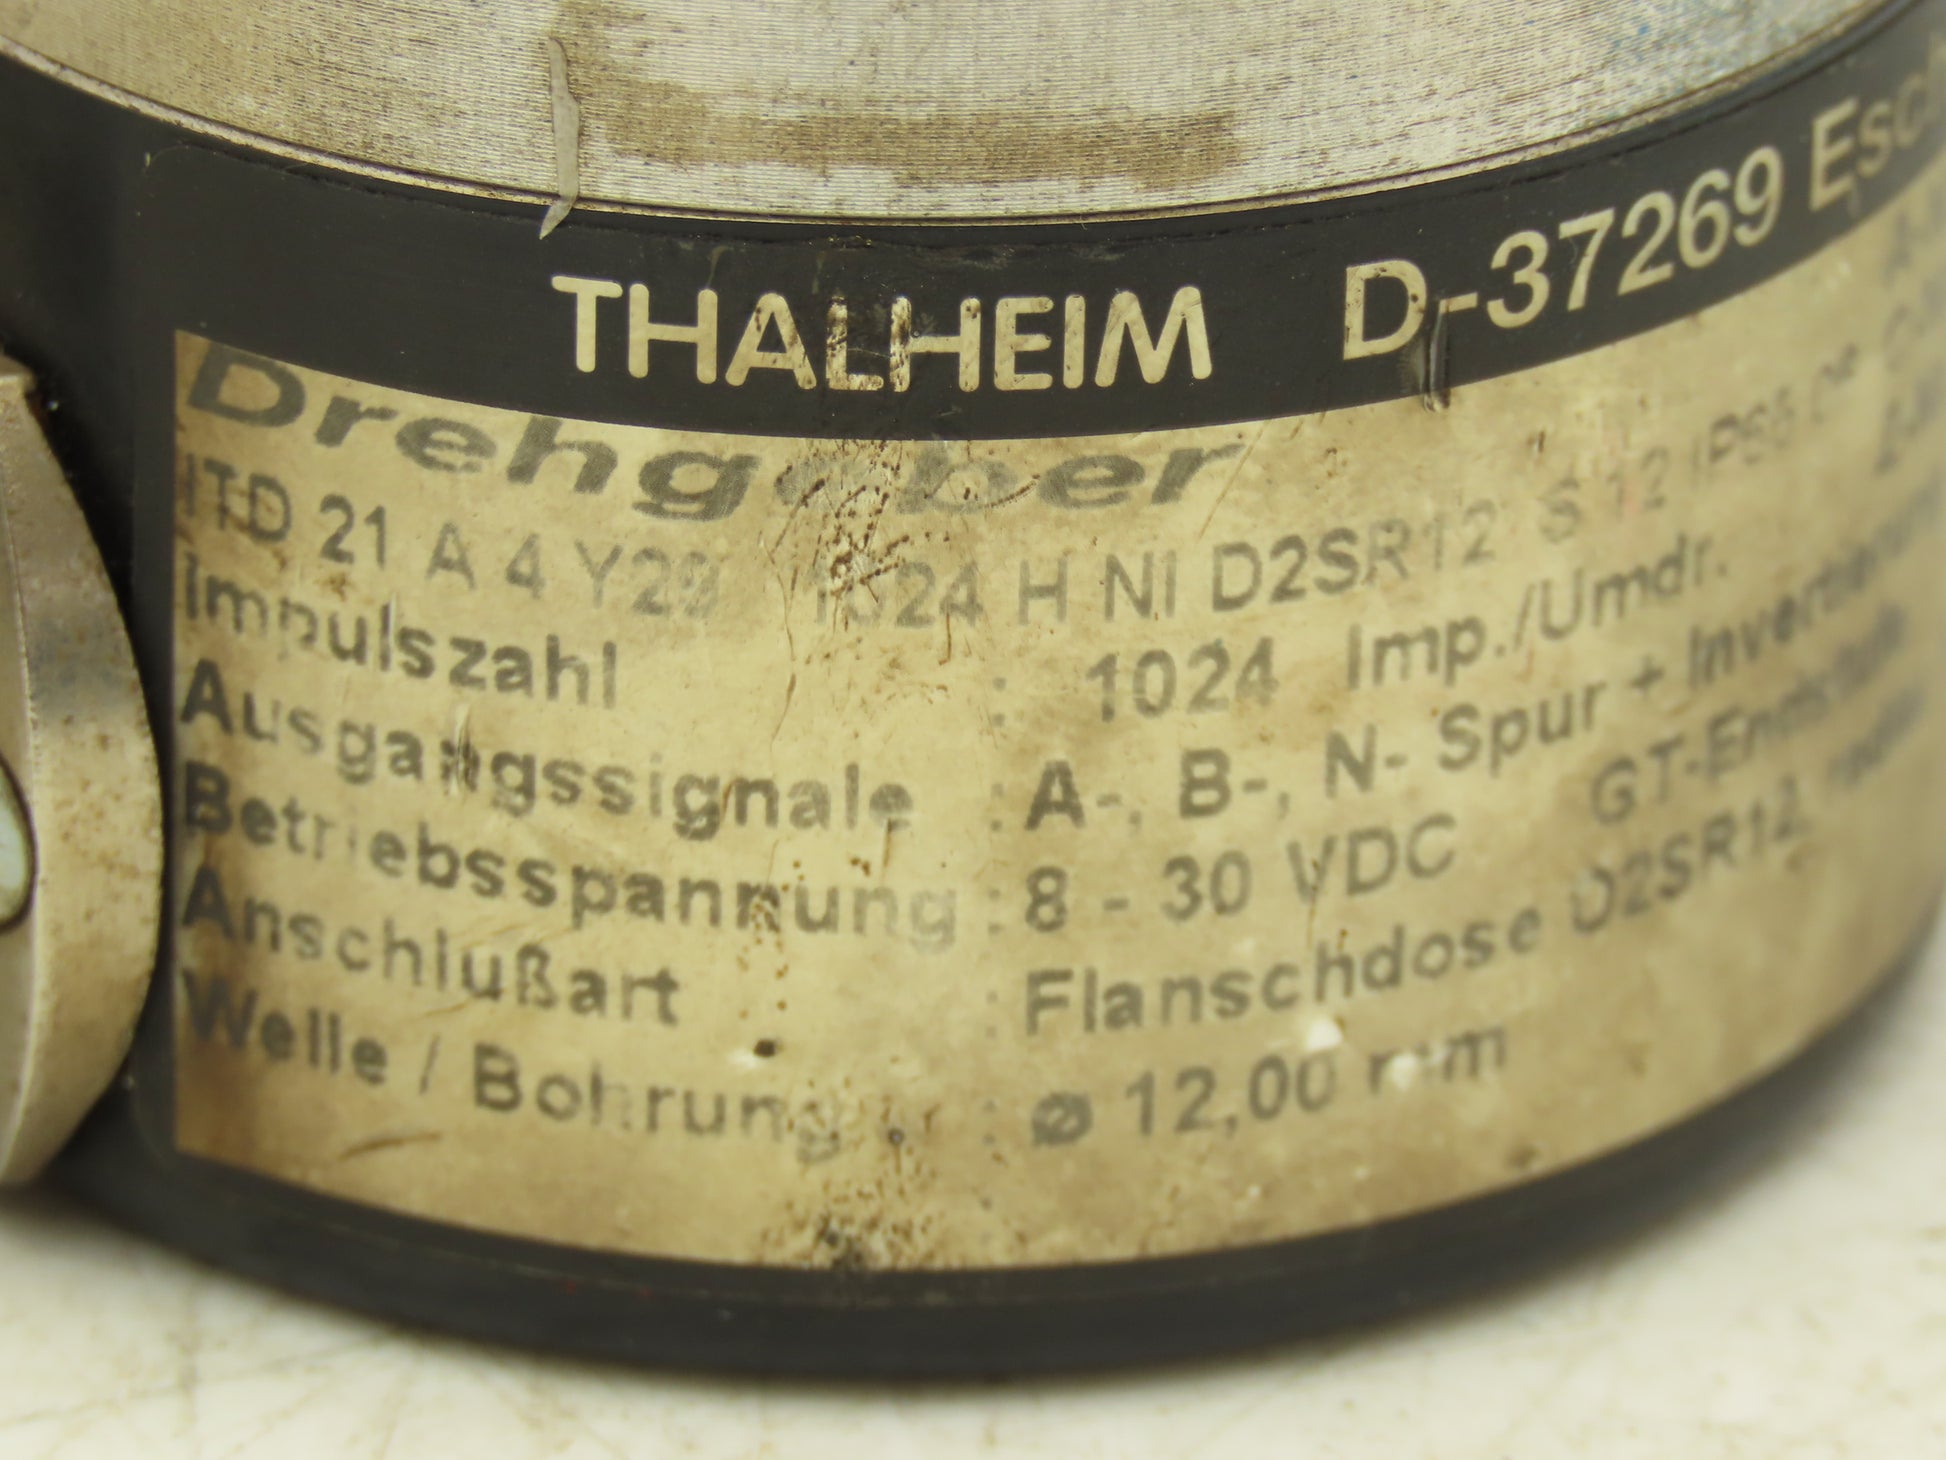 THALHEIM D-37269
Drehgeber
ITD 21 A 4 Y29 1024 H NI D2SR12 S 12 IP65
Impulszahl : 1024 Imp./Umdr.
Ausgangssignale : A-, B-, N- Spur +
Betriebsspannung : 8 - 30 VDC
Anschlußart : Flanschdose D2SR12,
Welle / Bohrung : ø 12,00 mm